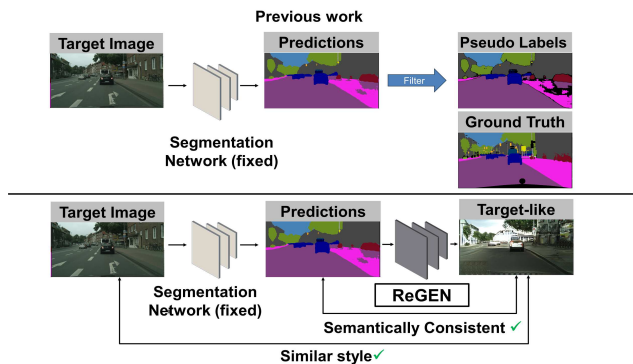 Previous work
Target Image
Predictions
Pseudo Labels
Filter
Ground Truth
Segmentation
Network (fixed)
Target Image
Predictions
Target-like
Segmentation
Network (fixed)
ReGEN
Semantically Consistent ✓
Similar style✓